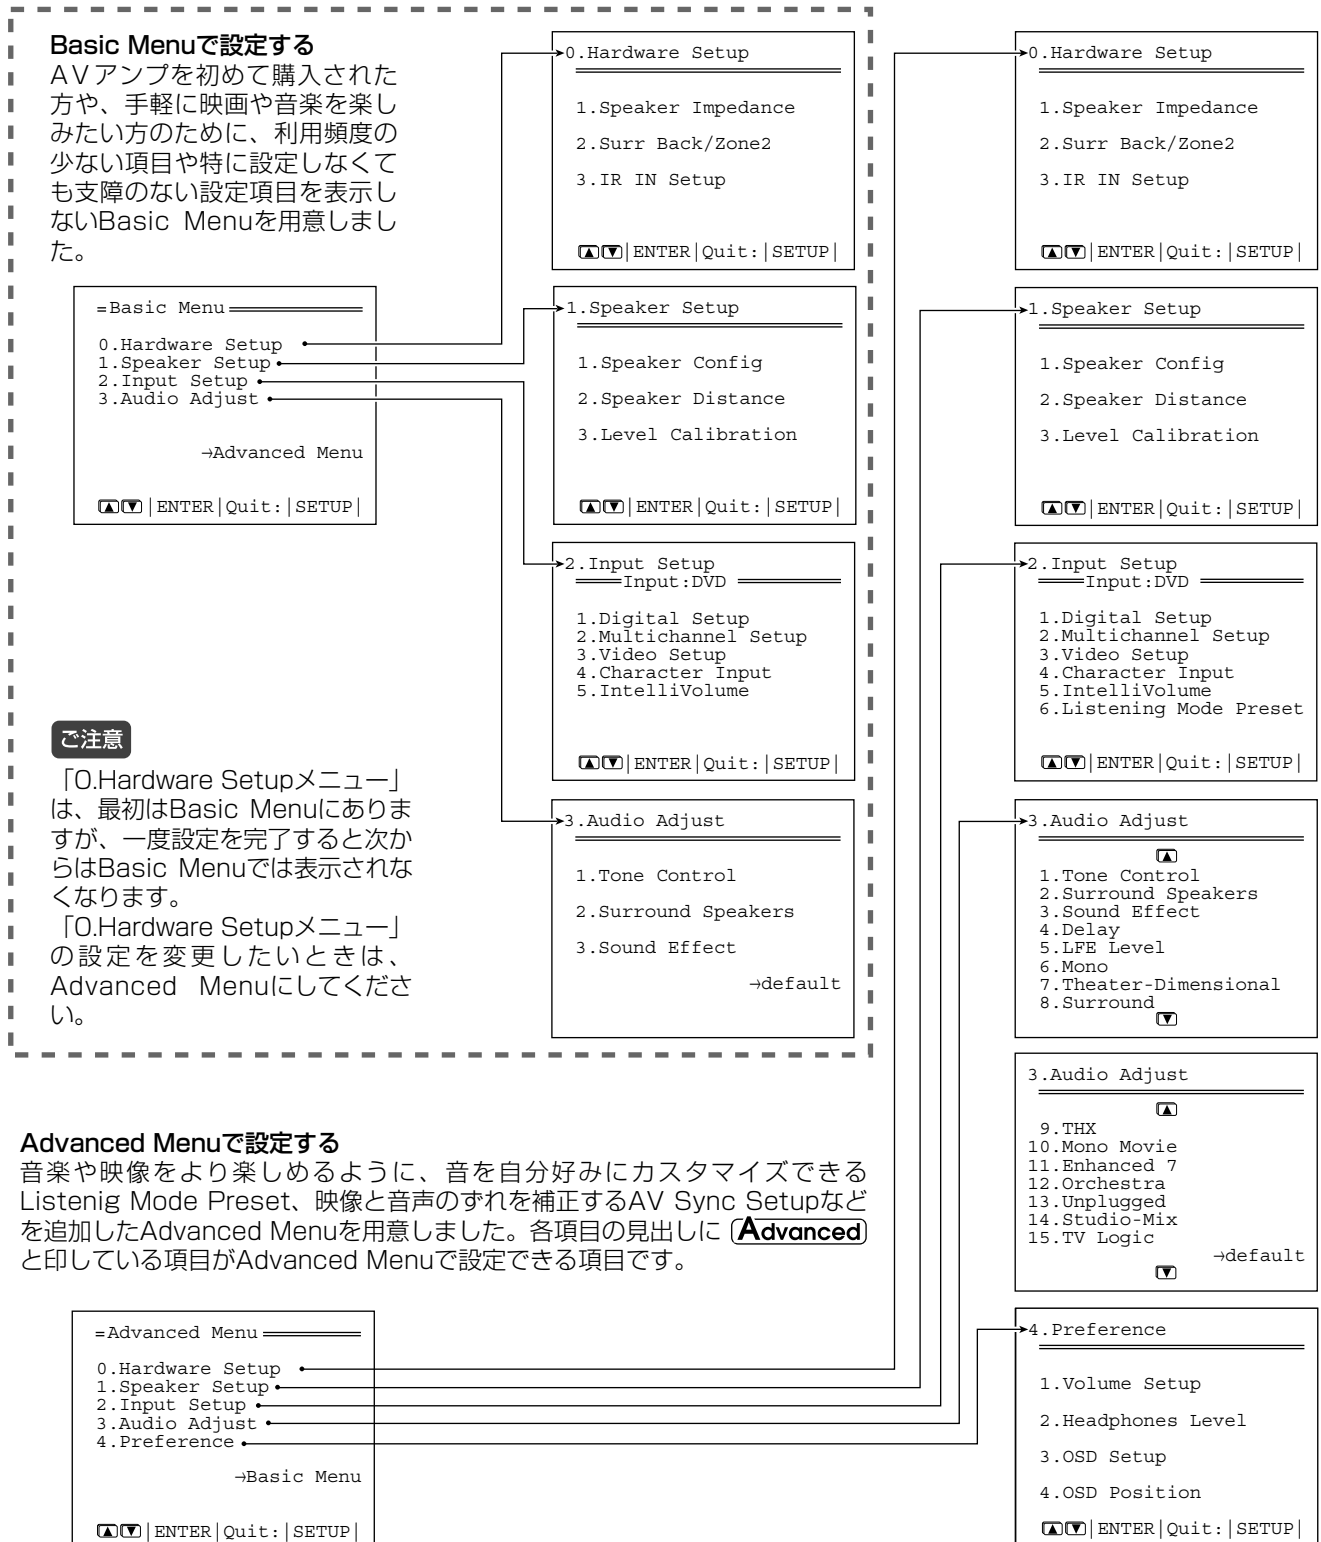 Basic Menuで設定する
AVアンプを初めて購入された
方や、手軽に映画や音楽を楽し
みたい方のために、利用頻度の
少ない項目や特に設定しなくて
も支障のない設定項目を表示し
ないBasic Menuを用意しまし
た。
=Basic Menu
0.Hardware Setup
1.Speaker Setup
2.Input Setup
3.Audio Adjust
→Advanced Menu
▲▼|ENTER|Quit:|SETUP|
ご注意
「0.Hardware Setupメニュー」
は、最初はBasic Menuにありま
すが、一度設定を完了すると次か
らはBasic Menuでは表示されな
くなります。
「0.Hardware Setupメニュー」
の設定を変更したいときは、
Advanced Menuにしてくださ
い。
0.Hardware Setup
1.Speaker Impedance
2.Surr Back/Zone2
3.IR IN Setup
▲▼|ENTER|Quit:|SETUP|
1.Speaker Setup
1.Speaker Config
2.Speaker Distance
3.Level Calibration
▲▼|ENTER|Quit:|SETUP|
2.Input Setup
Input:DVD
1.Digital Setup
2.Multichannel Setup
3.Video Setup
4.Character Input
5.IntelliVolume
▲▼|ENTER|Quit:|SETUP|
3.Audio Adjust
1.Tone Control
2.Surround Speakers
3.Sound Effect
→default
Advanced Menuで設定する
音楽や映像をより楽しめるように、音を自分好みにカスタマイズできる
Listenig Mode Preset、映像と音声のずれを補正するAV Sync Setupなど
を追加したAdvanced Menuを用意しました。各項目の見出しに Advanced
と印している項目がAdvanced Menuで設定できる項目です。
=Advanced Menu
0.Hardware Setup
1.Speaker Setup
2.Input Setup
3.Audio Adjust
4.Preference
→Basic Menu
▲▼|ENTER|Quit:|SETUP|
0.Hardware Setup
1.Speaker Impedance
2.Surr Back/Zone2
3.IR IN Setup
▲▼|ENTER|Quit:|SETUP|
1.Speaker Setup
1.Speaker Config
2.Speaker Distance
3.Level Calibration
▲▼|ENTER|Quit:|SETUP|
2.Input Setup
Input:DVD
1.Digital Setup
2.Multichannel Setup
3.Video Setup
4.Character Input
5.IntelliVolume
6.Listening Mode Preset
▲▼|ENTER|Quit:|SETUP|
3.Audio Adjust
▲
1.Tone Control
2.Surround Speakers
3.Sound Effect
4.Delay
5.LFE Level
6.Mono
7.Theater-Dimensional
8.Surround
▼
3.Audio Adjust
▲
9.THX
10.Mono Movie
11.Enhanced 7
12.Orchestra
13.Unplugged
14.Studio-Mix
15.TV Logic
→default
▼
4.Preference
1.Volume Setup
2.Headphones Level
3.OSD Setup
4.OSD Position
▲▼|ENTER|Quit:|SETUP|